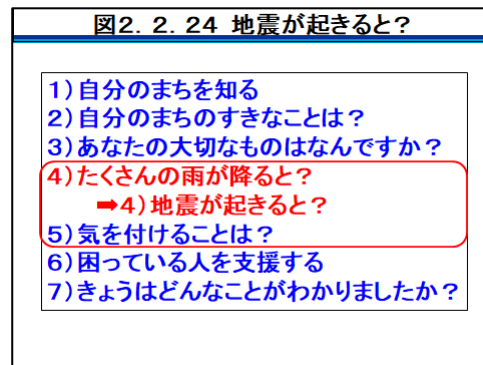 図2．2．24 地震が起きると？
1）自分のまちを知る
2）自分のまちのすきなことは？
3）あなたの大切なものはなんですか？
4）たくさんの雨が降ると？
➡4）地震が起きると？
5）気を付けることは？
6）困っている人を支援する
7）きょうはどんなことがわかりましたか？